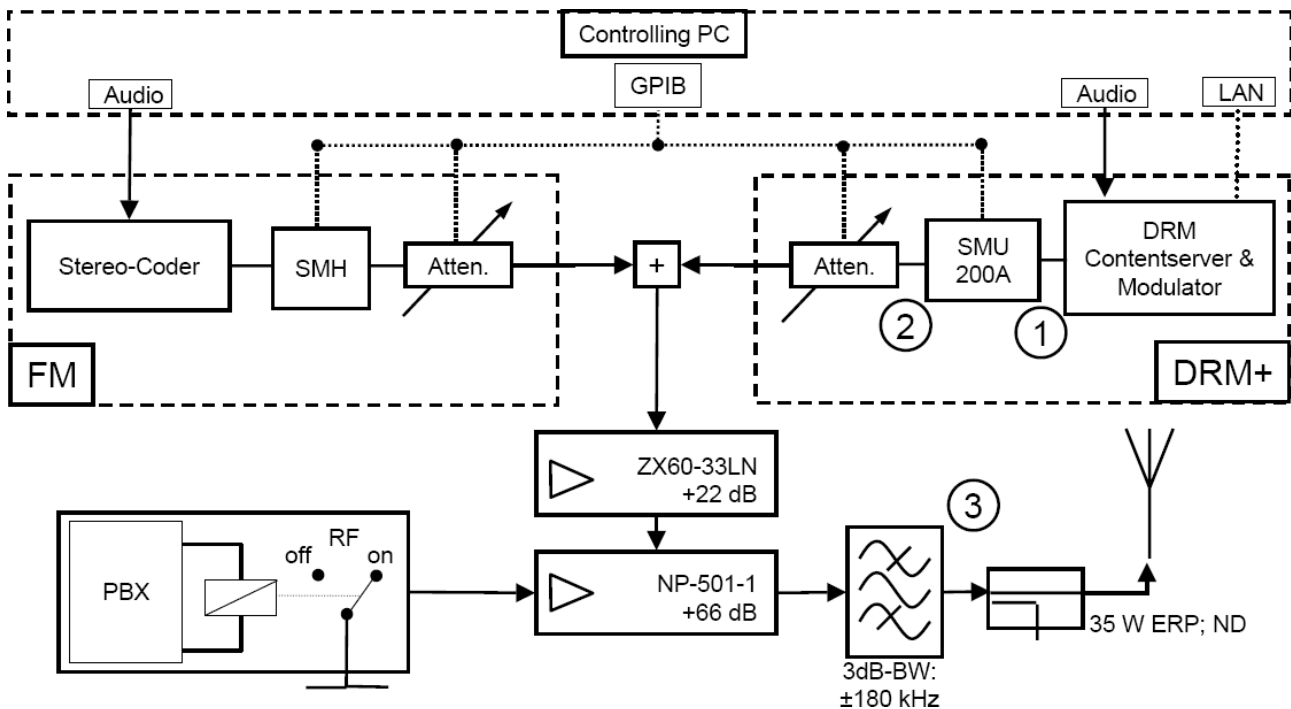 Controlling PC
Audio
GPIB
Audio
LAN
Stereo-Coder
SMH
Atten.
+
Atten.
SMU
200A
DRM
Contentserver &
Modulator
2
1
FM
DRM+
ZX60-33LN
+22 dB
3
PBX
RF
off
on
NP-501-1
+66 dB
35 W ERP; ND
3dB-BW:
±180 kHz